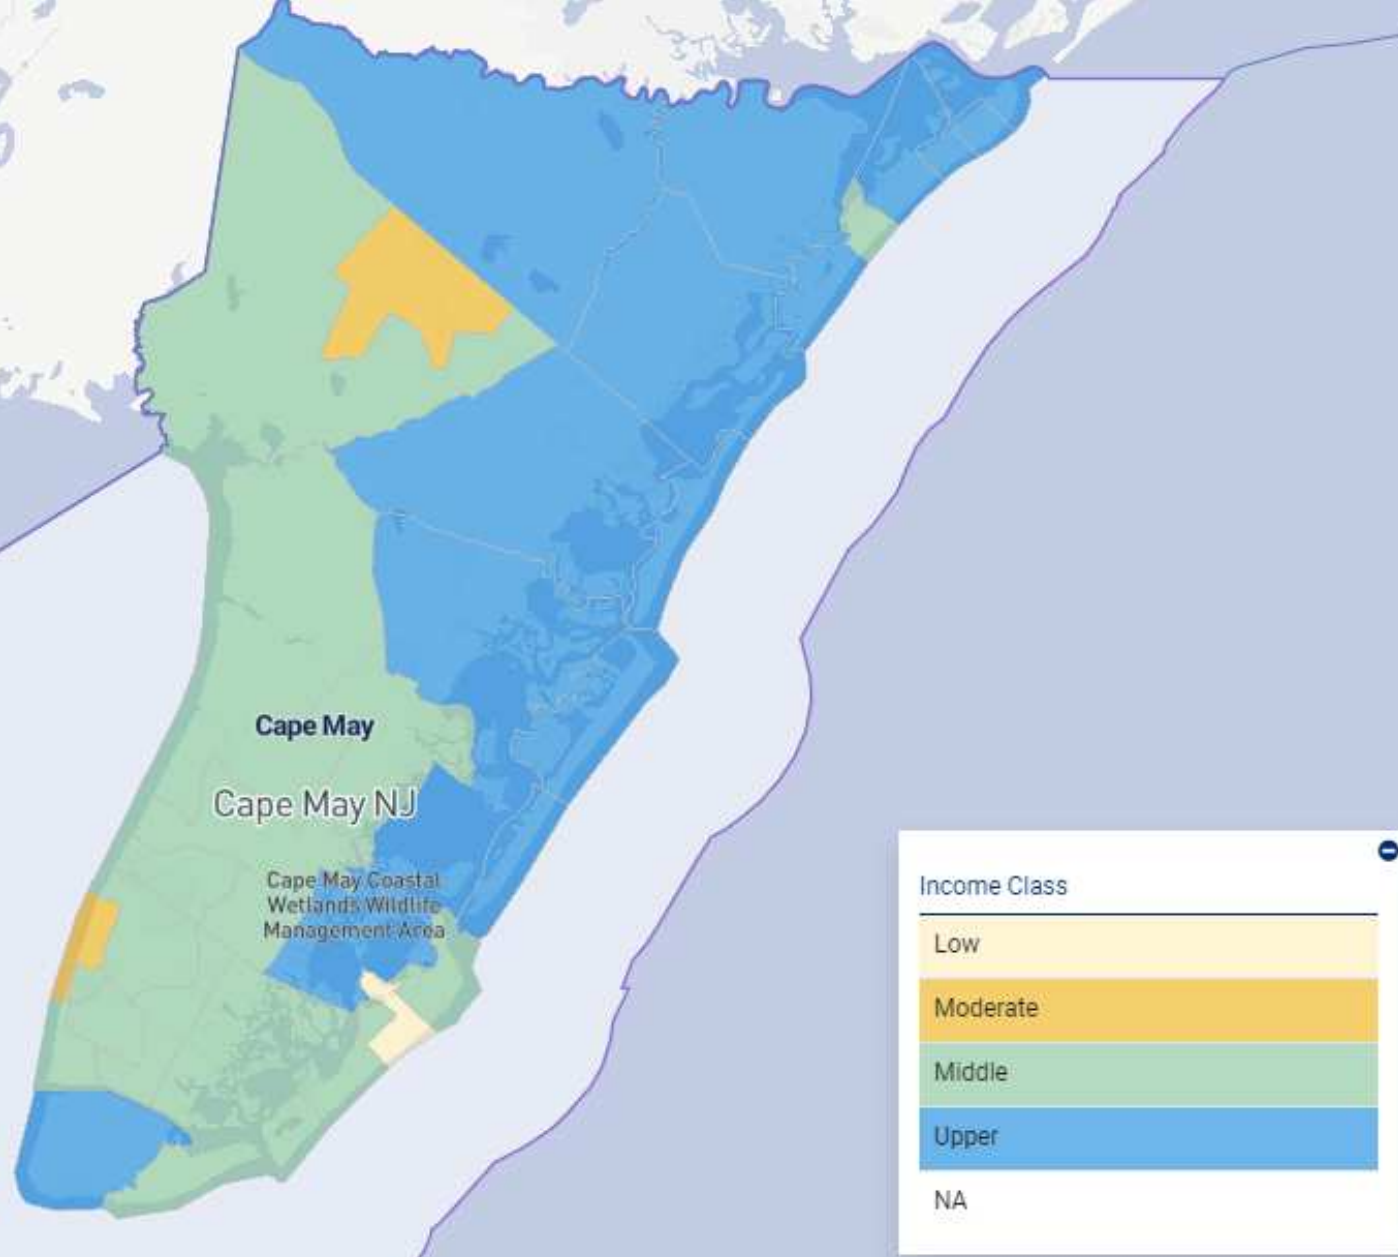 Cape May
Cape May NJ
Cape May Coastal
Wetlands Wildlife
Management Area
Income Class
Low
Moderate
Middle
Upper
NA